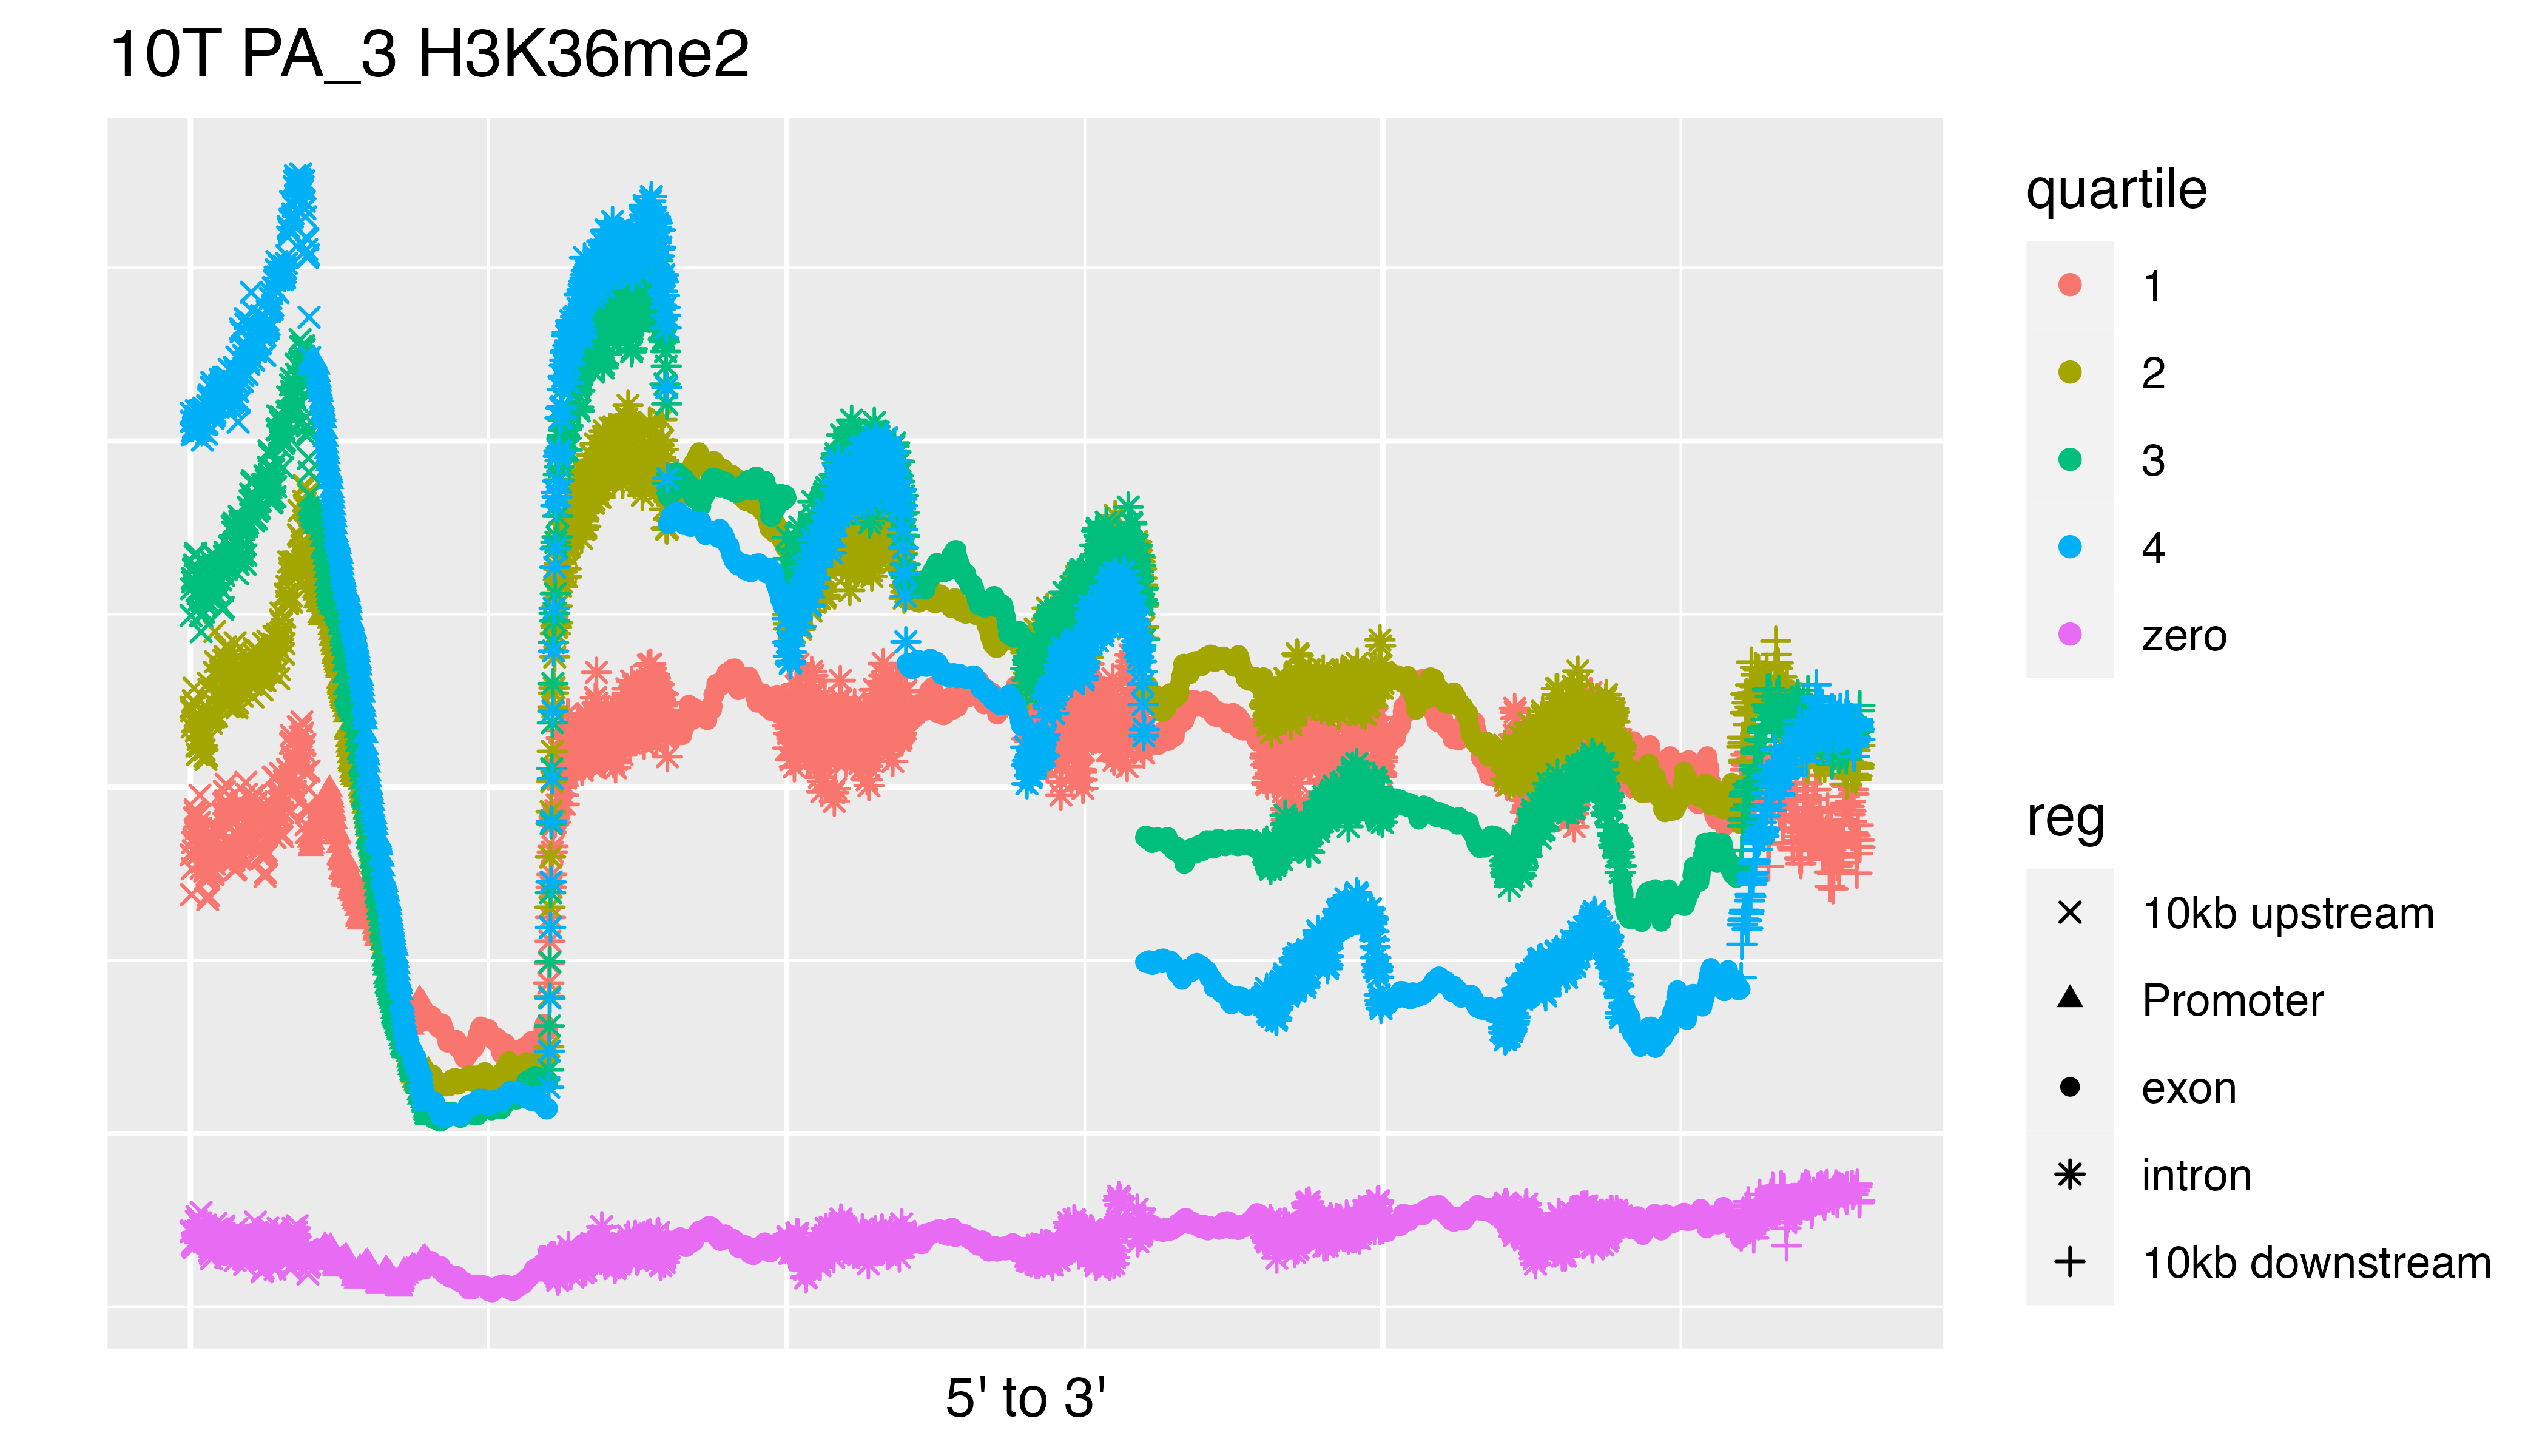 10T PA_3 H3K36me2
quartile
1
2
3
4
zero
reg
10kb upstream
Promoter
exon
intron
10kb downstream
5' to 3'